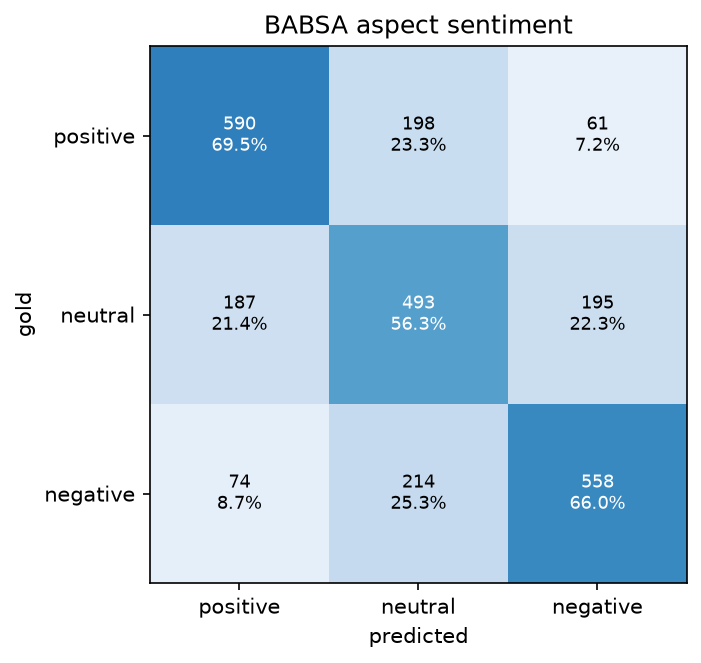 BABSA aspect sentiment
positive
590
69.5%
198
23.3%
61
7.2%
neutral
187
21.4%
493
56.3%
195
22.3%
negative
74
8.7%
214
25.3%
558
66.0%
gold
positive
neutral
negative
predicted